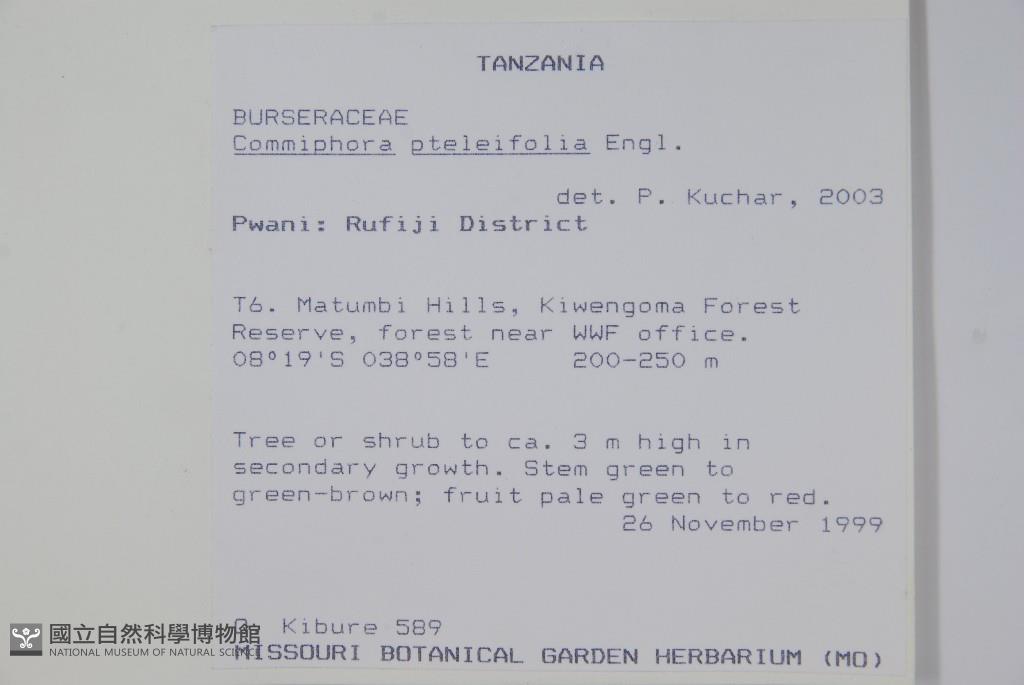 TANZANIA
BURSERACEAE
Commiphora pteleifolia Engl.
det. P. Kuchar, 2003
Pwani: Rufiji District
T6. Matumbi Hills, Kiwengoma Forest
Reserve, forest near WWF office.
08°19'S 038°58'E 200-250 m
Tree or shrub to ca. 3 m high in
secondary growth. Stem green to
green-brown; fruit pale green to red.
26 November 1999
Kibure 589
MISSOURI BOTANICAL GARDEN HERBARIUM (MO)
國立自然科學博物館
NATIONAL MUSEUM OF NATURAL SCIENCE